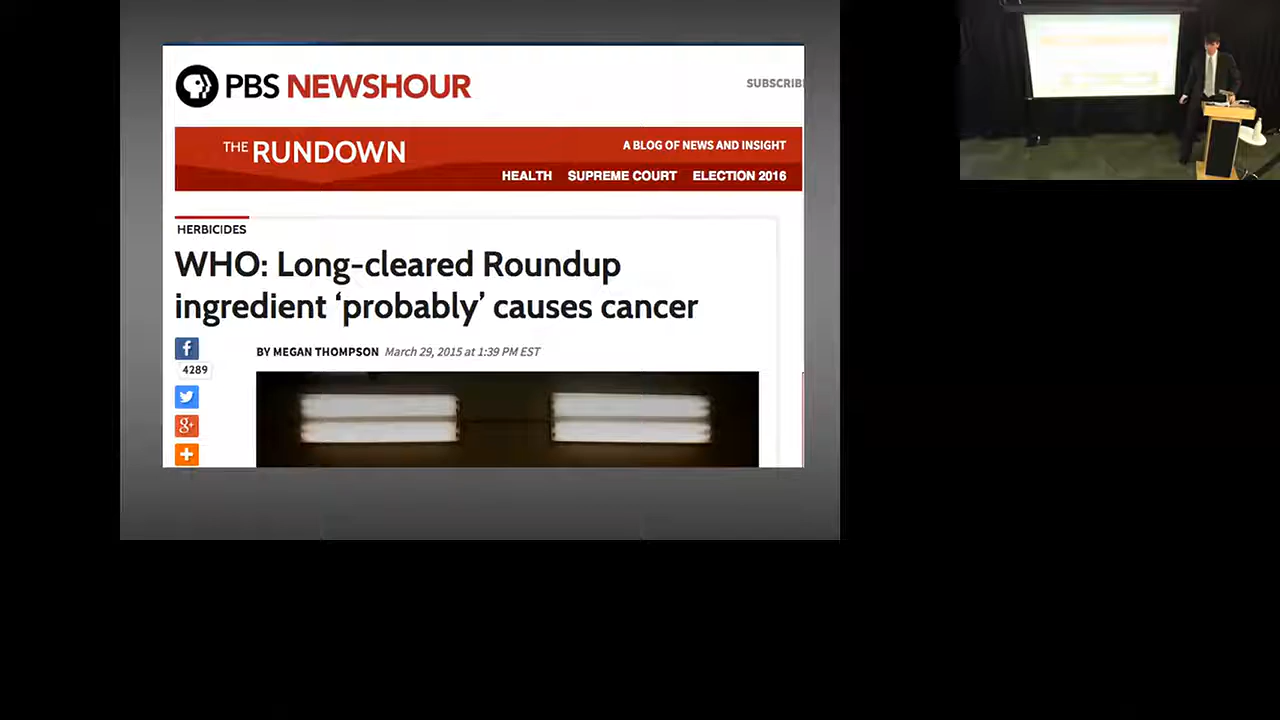 PBS NEWSHOUR
SUBSCRIB
THE RUNDOWN
A BLOG OF NEWS AND INSIGHT
HEALTH SUPREME COURT ELECTION 2016
HERBICIDES
WHO: Long-cleared Roundup
ingredient ‘probably’ causes cancer
BY MEGAN THOMPSON March 29, 2015 at 1:39 PM EST
f
4289
g+